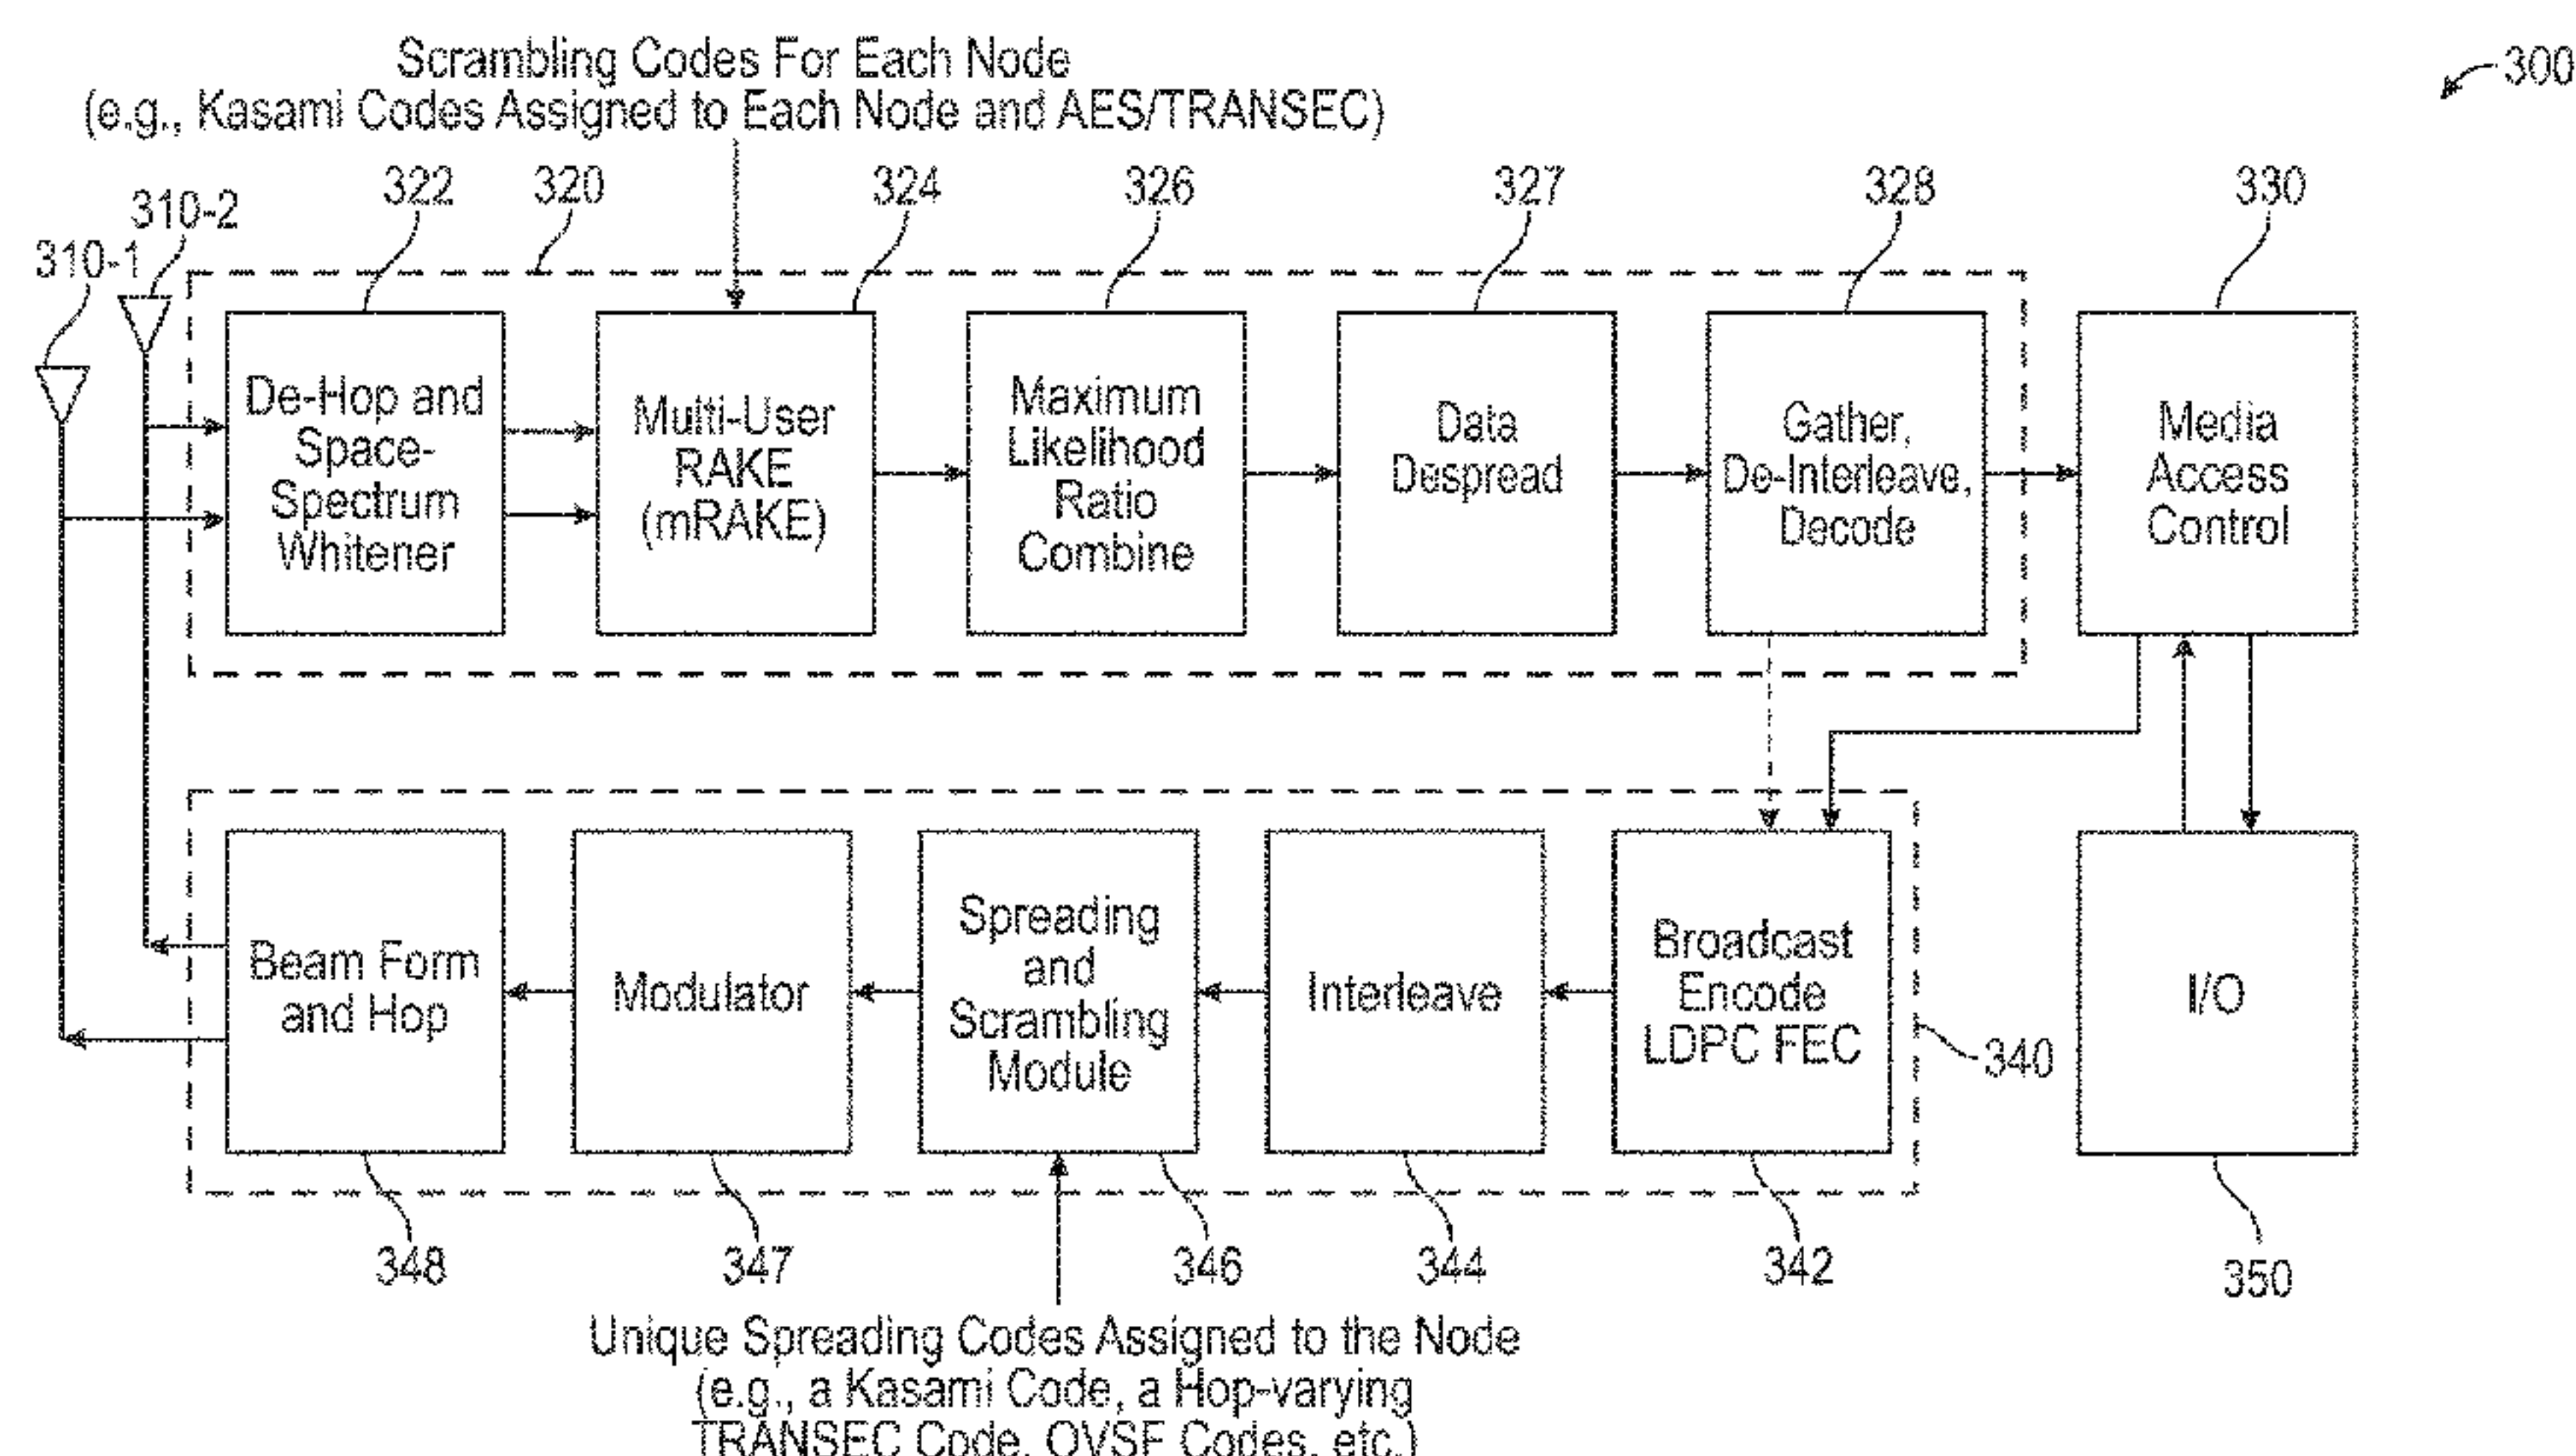 Scrambling Codes For Each Node
(e.g., Kasami Codes Assigned to Each Node and AES/TRANSEC)
300
310-1
310-2
322
320
324
326
327
328
330
De-Hop and
Space-
Spectrum
Whitener
Multi-User
RAKE
(mRAKE)
Maximum
Likelihood
Ratio
Combine
Data
Despread
Gather,
De-Interleave,
Decode
Media
Access
Control
Beam Form
and Hop
Modulator
Spreading
and
Scrambling
Module
Interleave
Broadcast
Encode
LDPC FEC
I/O
340
348
347
346
344
342
350
Unique Spreading Codes Assigned to the Node
(e.g., a Kasami Code, a Hop-varying
TRANSEC Code, OVSF Codes, etc.)